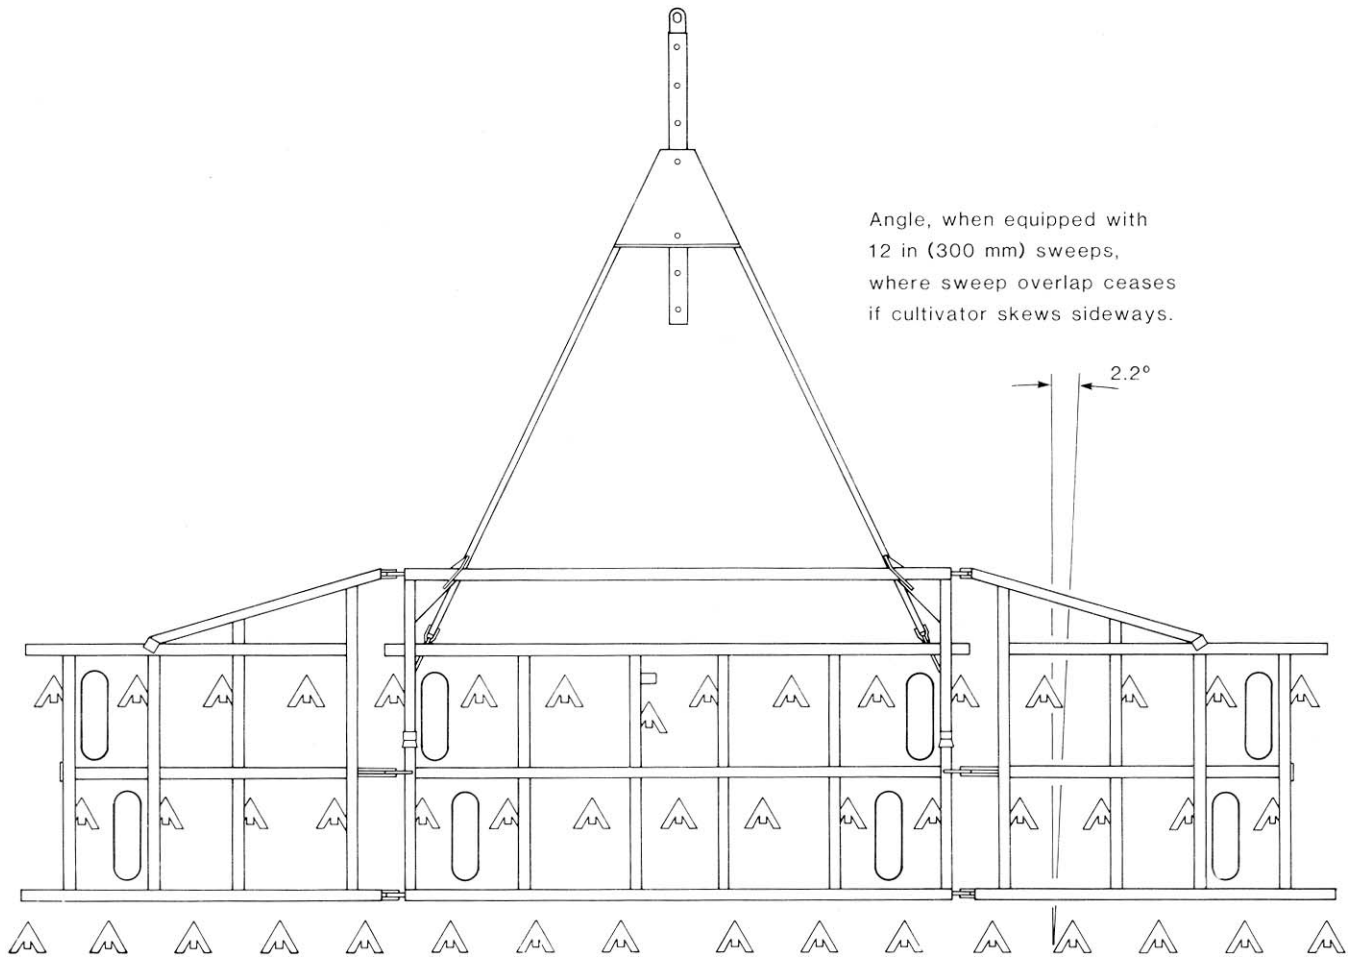 Angle, when equipped with
12 in (300 mm) sweeps,
where sweep overlap ceases
if cultivator skews sideways.
2.2°